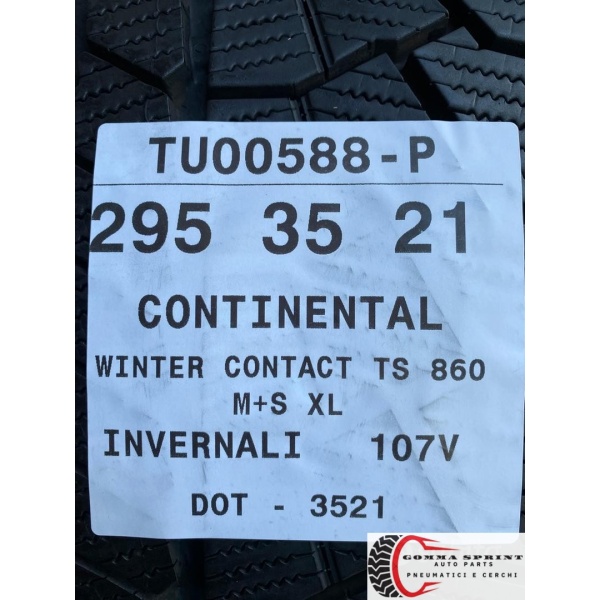 TU00588-P
295 35 21
CONTINENTAL
WINTER CONTACT TS 860
M+S XL
INVERNALI 107V
DOT - 3521
GOMMA SPRINT
AUTO PARTS
PNEUMATICI E CERCHI